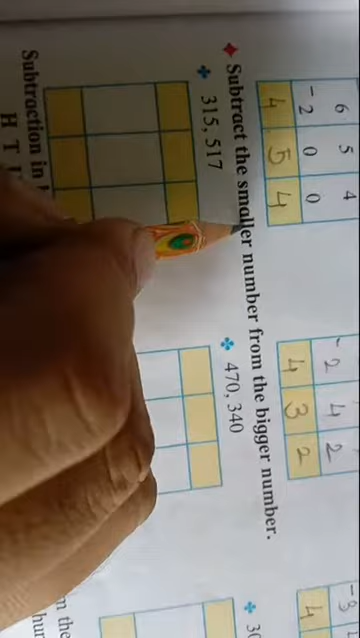 6 5 4
- 2 0 0
4 5 4
- 2 4 2
4 3 2
- 3
4
Subtract the smaller number from the bigger number.
315, 517
470, 340
Subtraction in
H T